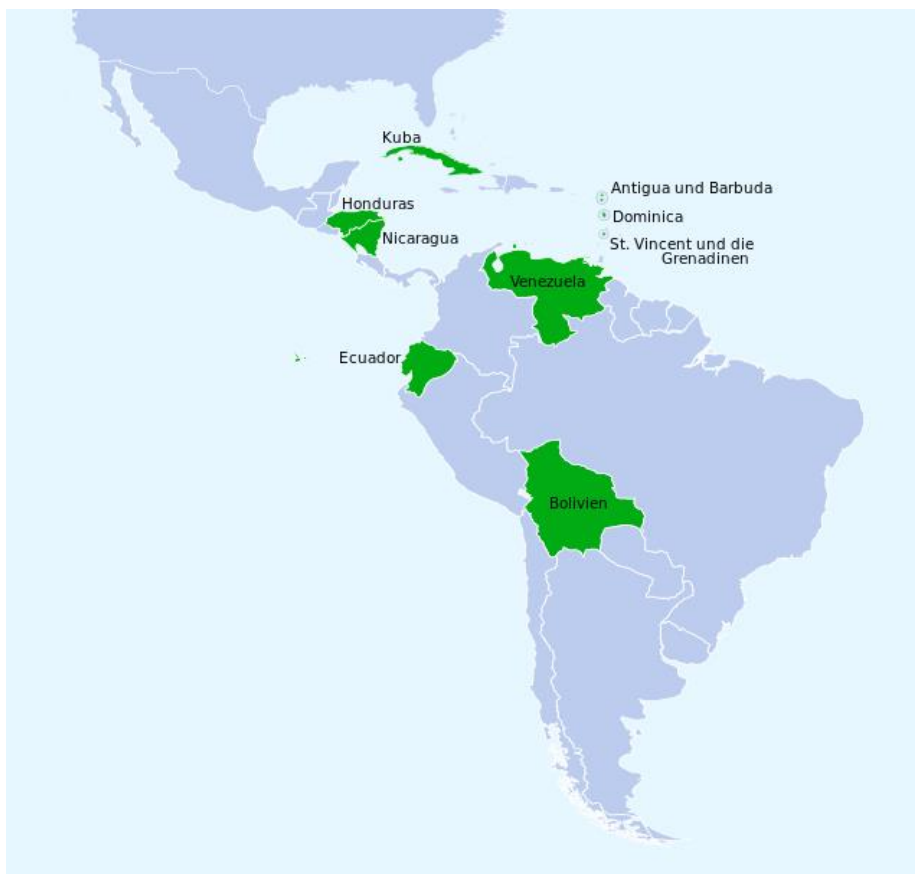 Kuba
Antigua und Barbuda
Honduras
Dominica
Nicaragua
St. Vincent und die
Grenadinen
Venezuela
Ecuador
Bolivien